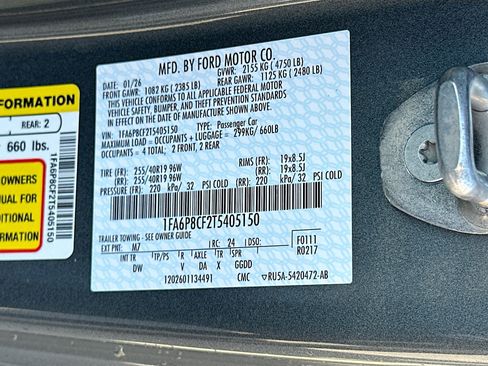 FORMATION
REAR: 2
660 lbs.
OWNERS
NUAL FOR
DITIONAL
ORMATION
1FA6P8CF2T5405150
MFD. BY FORD MOTOR CO.
01/26
GVWR: 2155 KG (4750 LB)
FRONT GAWR: 1082 KG (2385 LB)
REAR GAWR: 1125 KG (2480 LB)
THIS VEHICLE CONFORMS TO ALL APPLICABLE FEDERAL MOTOR
VEHICLE SAFETY, BUMPER, AND THEFT PREVENTION STANDARDS
IN EFFECT ON THE DATE OF MANUFACTURE SHOWN ABOVE.
VIN: 1FA6P8CF2T5405150 TYPE: Passenger Car
MAXIMUM LOAD = OCCUPANTS + LUGGAGE = 299KG/660LB
OCCUPANTS = 4 TOTAL; 2 FRONT, 2 REAR
TIRE (FR): 255/40R19 96W RIMS (FR) 19x8.5J
(RR): 255/40R19 96W (RR): 19x8.5J
PRESSURE (FR): 220 kPa/ 32 PSI COLD (RR): 220 kPa/ 32 PSI COLD
1FA6P8CF2T5405150
TRAILER TOWING - SEE OWNER GUIDE
EXT PNT: M7 RC: 24 DSO: F0111
INT TR TP/PS R AXLE TR SPR R0217
DW V DA X GGDD
1202601134491 CMC RU5A-5420472-AB